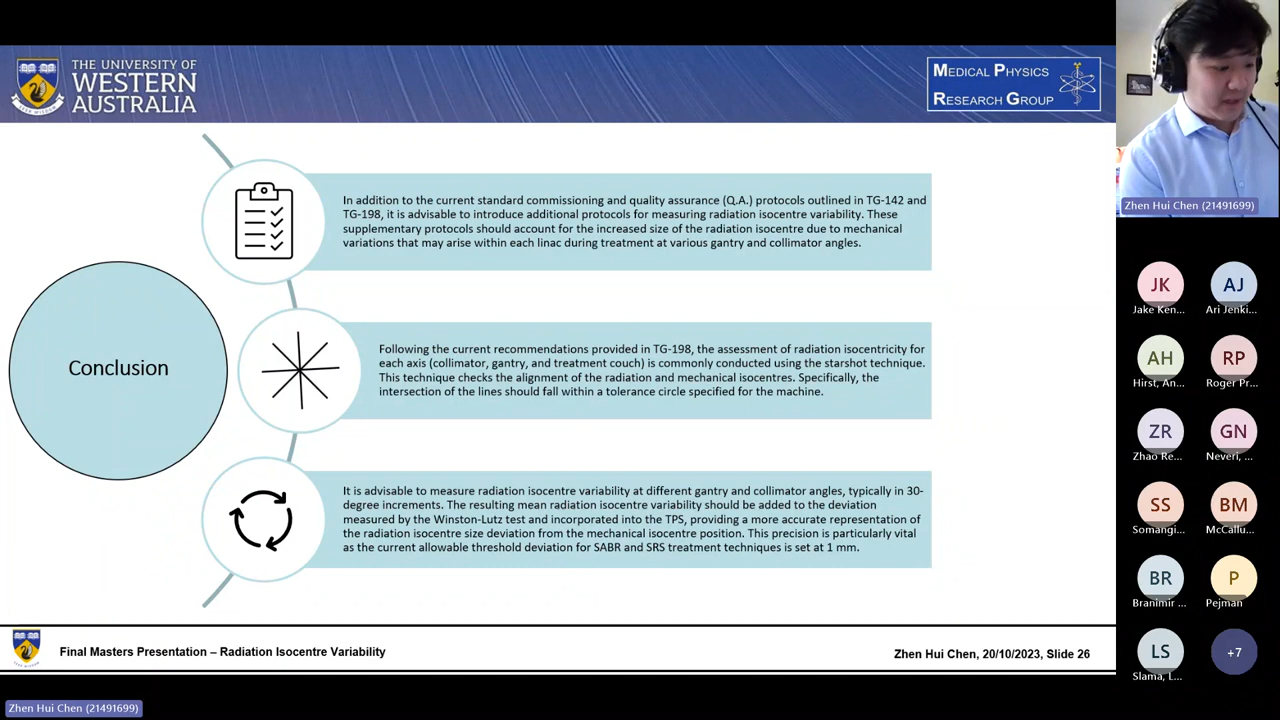 THE UNIVERSITY OF
WESTERN
AUSTRALIA
MEDICAL PHYSICS
RESEARCH GROUP
Conclusion
In addition to the current standard commissioning and quality assurance (Q.A.) protocols outlined in TG-142 and
TG-198, it is advisable to introduce additional protocols for measuring radiation isocentre variability. These
supplementary protocols should account for the increased size of the radiation isocentre due to mechanical
variations that may arise within each linac during treatment at various gantry and collimator angles.
Following the current recommendations provided in TG-198, the assessment of radiation isocentricity for
each axis (collimator, gantry, and treatment couch) is commonly conducted using the starshot technique.
This technique checks the alignment of the radiation and mechanical isocentres. Specifically, the
intersection of the lines should fall within a tolerance circle specified for the machine.
It is advisable to measure radiation isocentre variability at different gantry and collimator angles, typically in 30-
degree increments. The resulting mean radiation isocentre variability should be added to the deviation
measured by the Winston-Lutz test and incorporated into the TPS, providing a more accurate representation of
the radiation isocentre size deviation from the mechanical isocentre position. This precision is particularly vital
as the current allowable threshold deviation for SABR and SRS treatment techniques is set at 1 mm.
Final Masters Presentation – Radiation Isocentre Variability
Zhen Hui Chen, 20/10/2023, Slide 26
Zhen Hui Chen (21491699)
Zhen Hui Chen (21491699)
JK
AJ
Jake Ken...
Ari Jenki...
AH
RP
Hirst, An...
Roger Pr...
ZR
GN
Zhao Re...
Neveri, ...
SS
BM
Somangi...
McCallu...
BR
P
Branimir ...
Pejman
LS
+7
Slama, L...